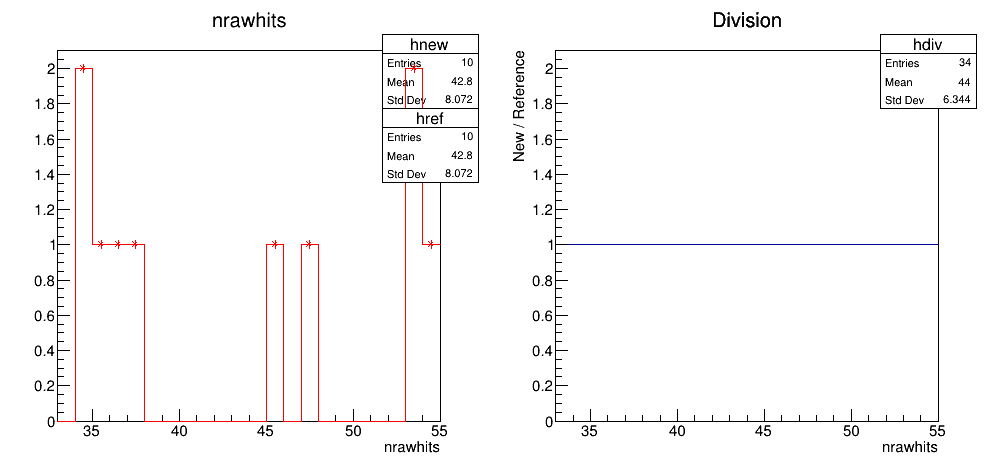 nrawhits
hnew
Entries 10
Mean 42.8
Std Dev 8.072
href
Entries 10
Mean 42.8
Std Dev 8.072
2
1.8
1.6
1.4
1.2
1
0.8
0.6
0.4
0.2
0
35 40 45 50 55
nrawhits
Division
hdiv
Entries 34
Mean 44
Std Dev 6.344
New / Reference
2
1.8
1.6
1.4
1.2
1
0.8
0.6
0.4
0.2
0
35 40 45 50 55
nrawhits